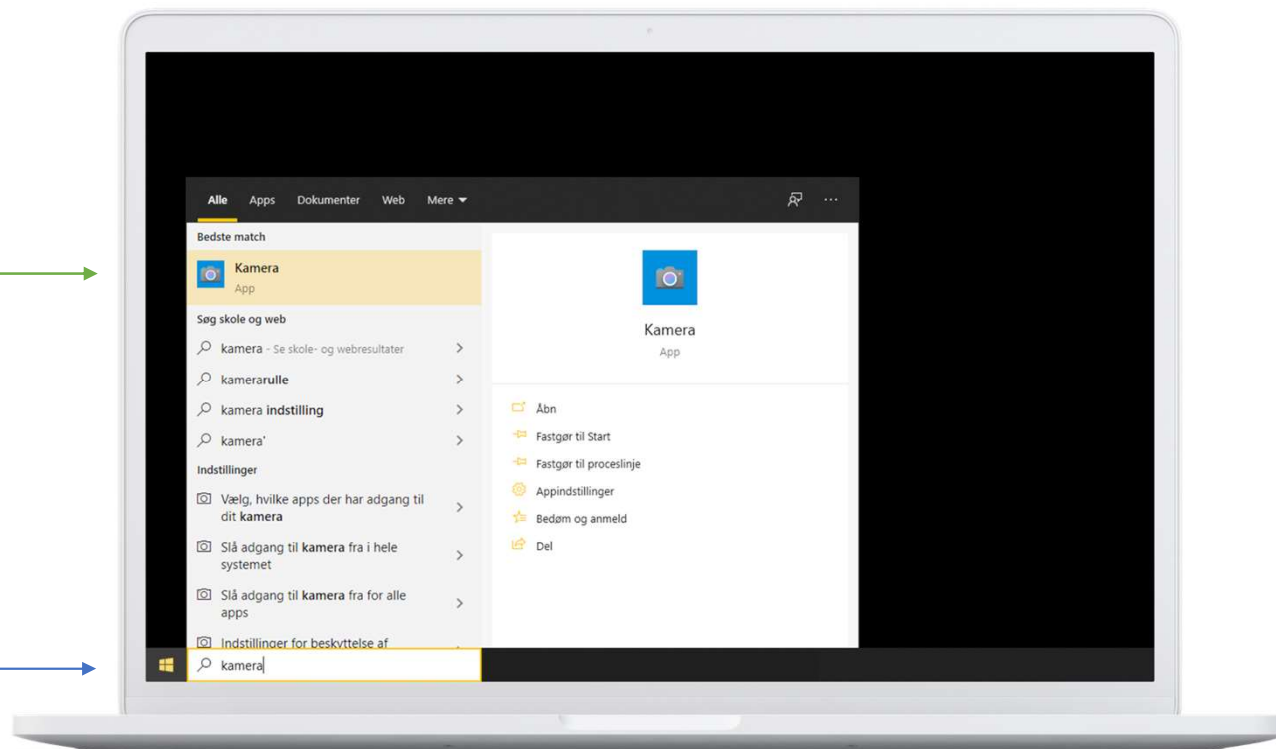 Alle Apps Dokumenter Web Mere
Bedste match
Kamera
App
Søg skole og web
kamera - Se skole- og webresultater
kamerarulle
kamera indstilling
kamera'
Indstillinger
Vælg, hvilke apps der har adgang til
dit kamera
Slå adgang til kamera fra i hele
systemet
Slå adgang til kamera fra for alle
apps
Indstillinger for beskyttelse af
kamera
Kamera
App
Åbn
Fastgør til Start
Fastgør til proceslinje
Appindstillinger
Bedøm og anmeld
Del